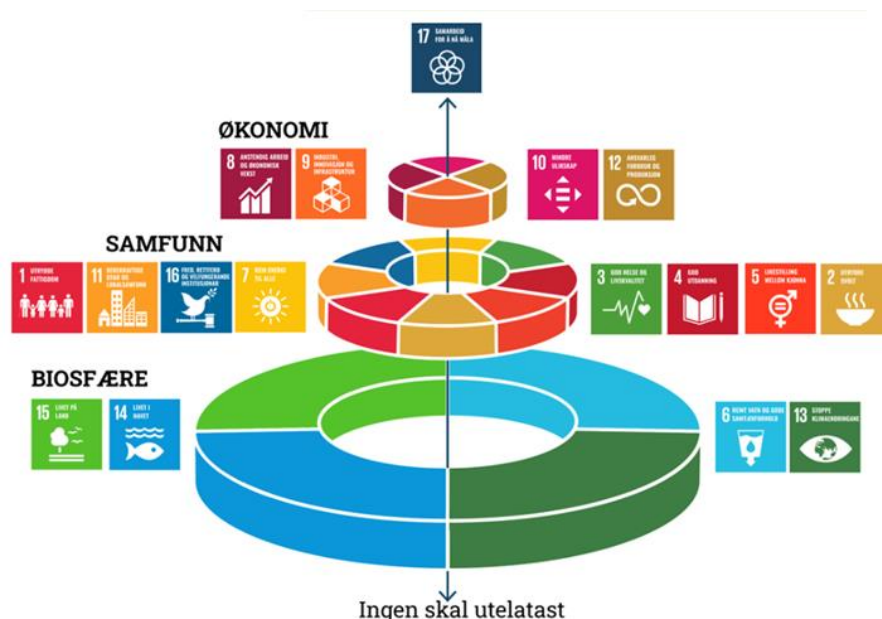 17 SAMARBEID
FOR Å NÅ MÅLA
ØKONOMI
8 ANSTENDIG ARBEID
OG ØKONOMISK
VEKST
9 INDUSTRI,
INNOVASJON OG
INFRASTRUKTUR
10 MINDRE
ULIKSKAP
12 ANSVARLEG
FORBRUK OG
PRODUKSJON
SAMFUNN
1 UTRYDDE
FATTIGDOM
11 BEREKRAFTIGE
BYAR OG
LOKALSAMFUNN
16 FRED, RETTFERD
OG VELFUNGERANDE
INSTITUSJONAR
7 REIN ENERGI
TIL ALLE
3 GOD HELSE OG
LIVSKVALITET
4 GOD
UTDANNING
5 LIKESTILLING
MELLOM KJØNNA
2 UTRYDDE
SVOLT
BIOSFÆRE
15 LIVET PÅ
LAND
14 LIVET I
HAVET
6 REINT VATN OG GODE
SANITÆRFORHOLD
13 STOPPE
KLIMAENDRINGANE
Ingen skal utelatast